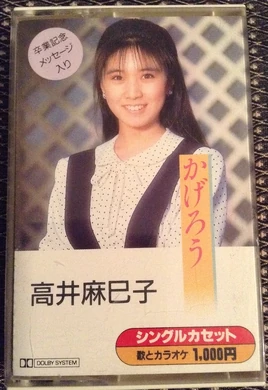 卒業記念
メッセージ
入り
かげろう
高井麻巳子
DOLBY SYSTEM
シングルカセット
歌とカラオケ 1,000円